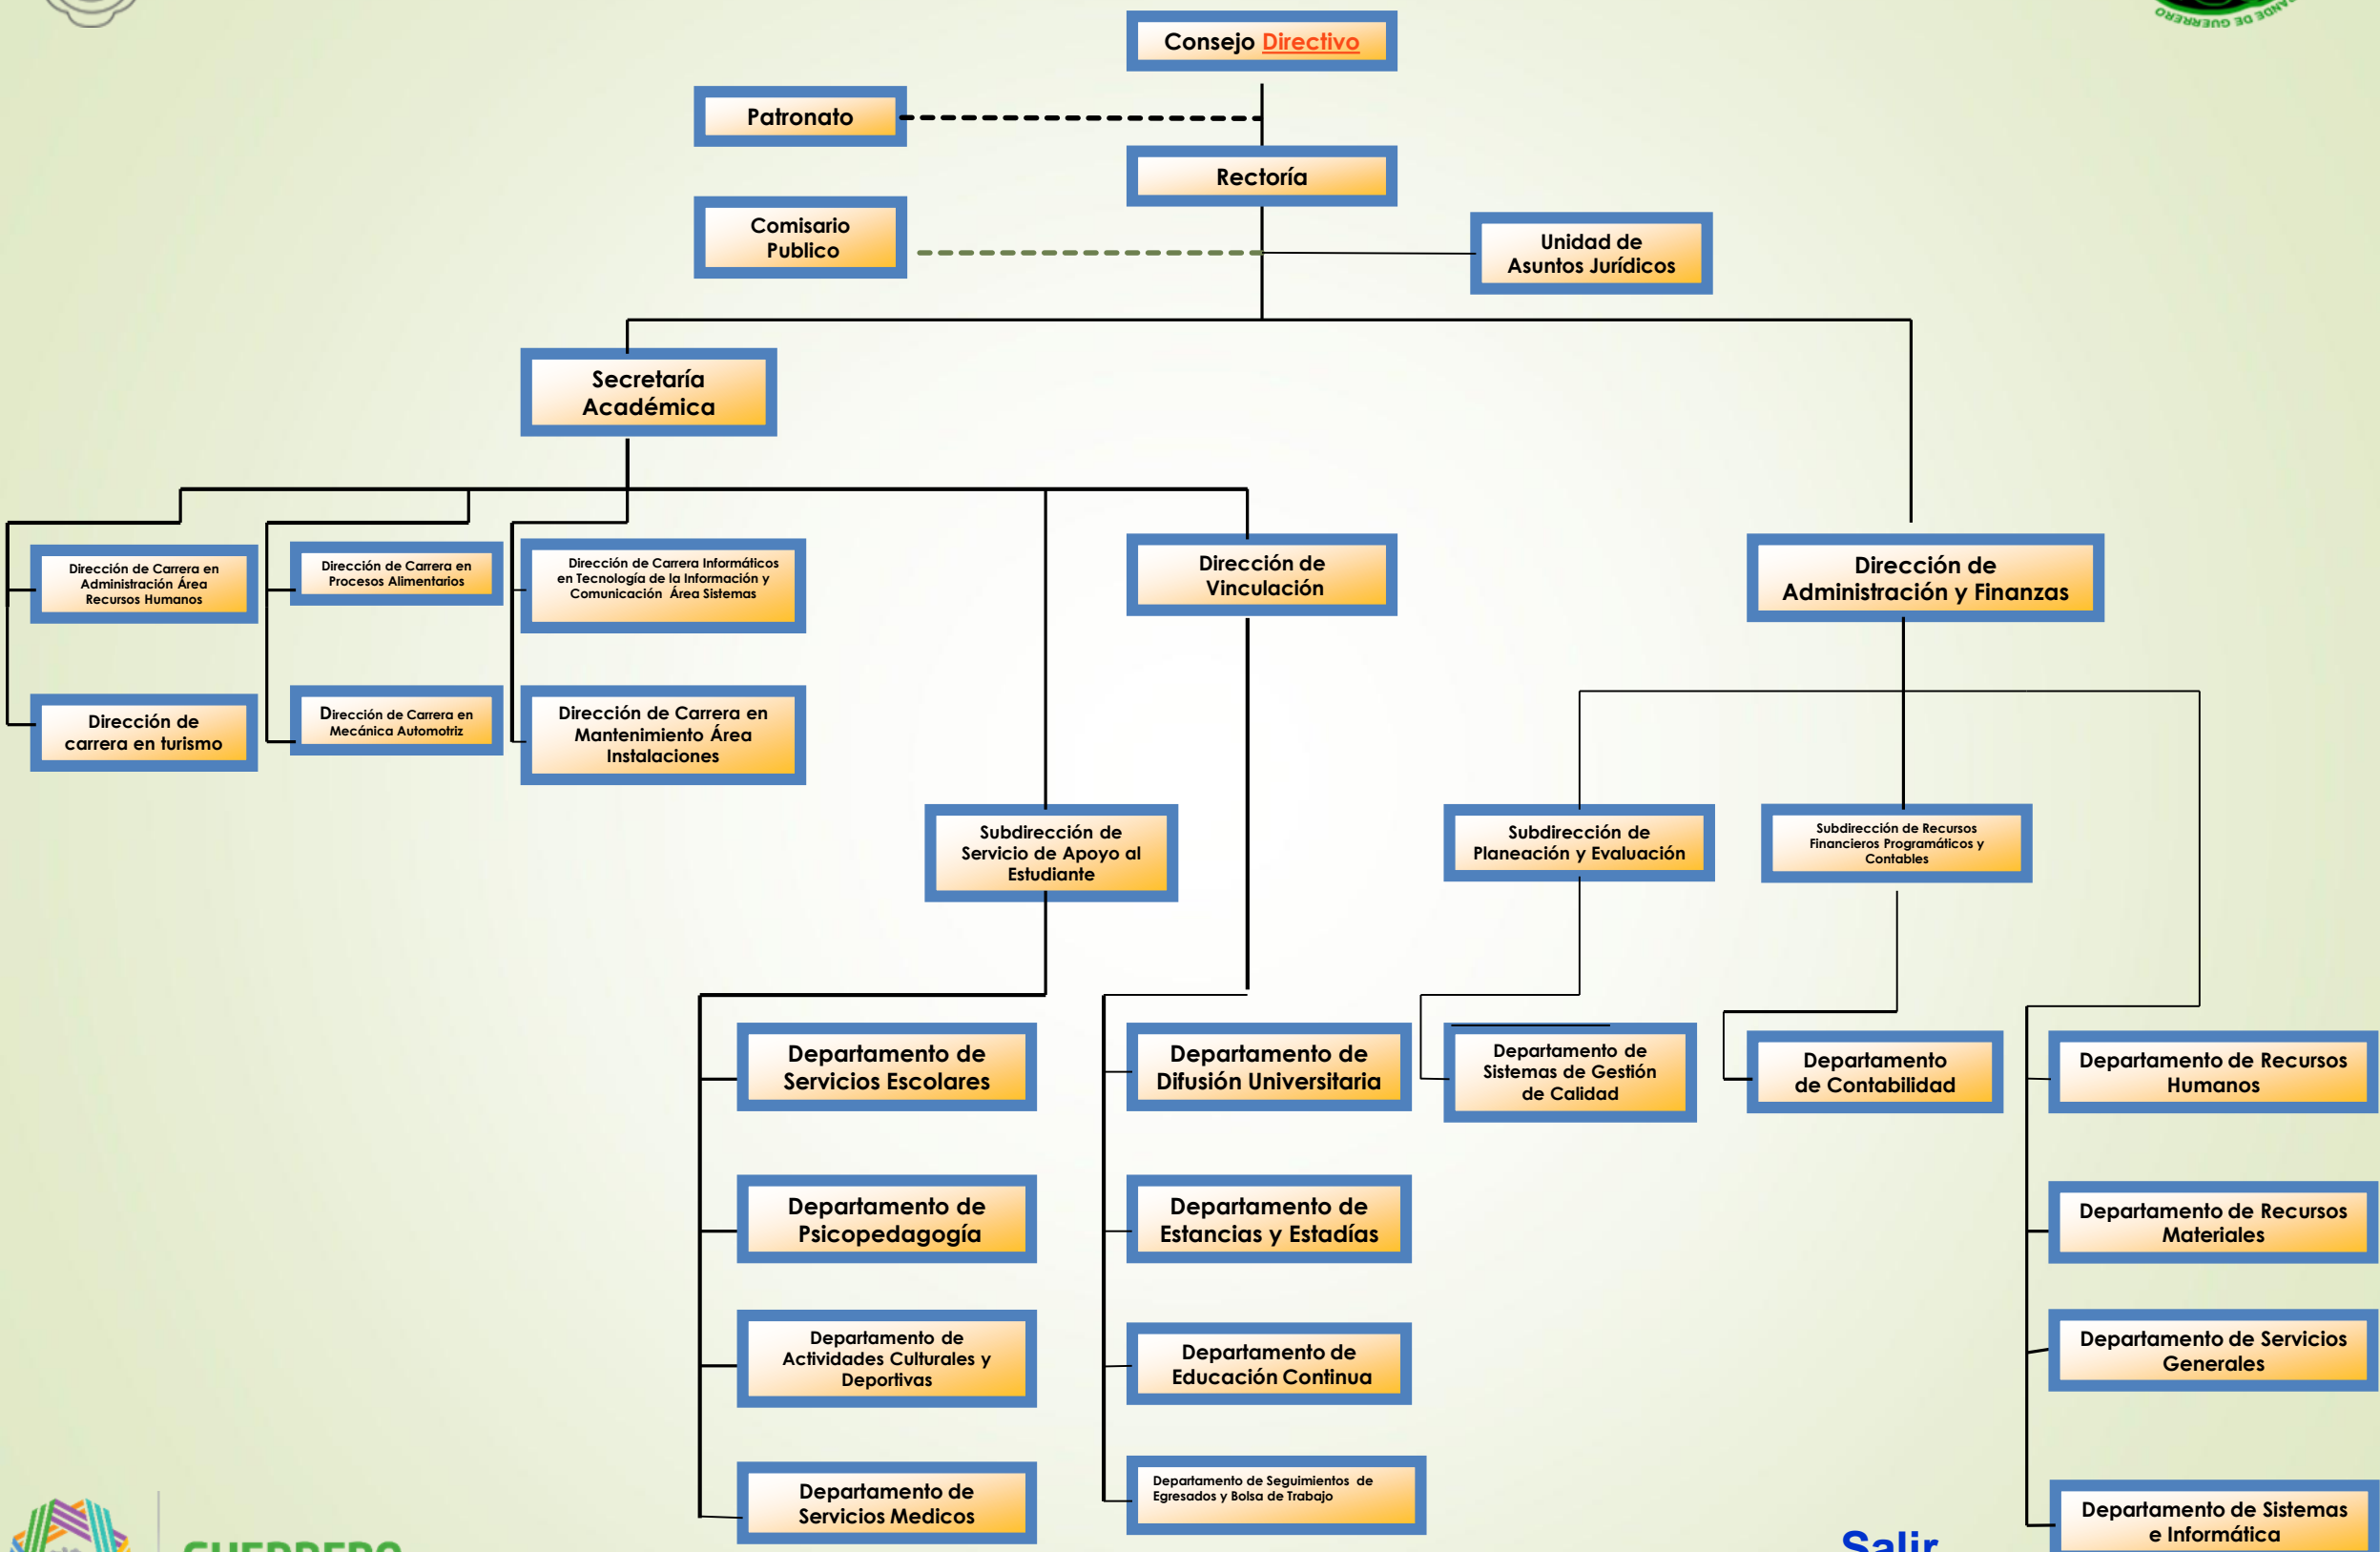 Consejo Directivo
NDE DE GUERRERO
Patronato
Rectoría
Comisario
Publico
Unidad de
Asuntos Jurídicos
Secretaría
Académica
Dirección de Carrera en
Administración Área
Recursos Humanos
Dirección de Carrera en
Procesos Alimentarios
Dirección de Carrera Informáticos
en Tecnología de la Información y
Comunicación Área Sistemas
Dirección de
Vinculación
Dirección de
Administración y Finanzas
Dirección de
carrera en turismo
Dirección de Carrera en
Mecánica Automotriz
Dirección de Carrera en
Mantenimiento Área
Instalaciones
Subdirección de
Servicio de Apoyo al
Estudiante
Subdirección de
Planeación y Evaluación
Subdirección de Recursos
Financieros Programáticos y
Contables
Departamento de
Servicios Escolares
Departamento de
Difusión Universitaria
Departamento de
Sistemas de Gestión
de Calidad
Departamento
de Contabilidad
Departamento de Recursos
Humanos
Departamento de
Psicopedagogía
Departamento de
Estancias y Estadías
Departamento de Recursos
Materiales
Departamento de
Actividades Culturales y
Deportivas
Departamento de
Educación Continua
Departamento de Servicios
Generales
Departamento de
Servicios Medicos
Departamento de Seguimientos de
Egresados y Bolsa de Trabajo
Departamento de Sistemas
e Informática
GUERRERO
Salir